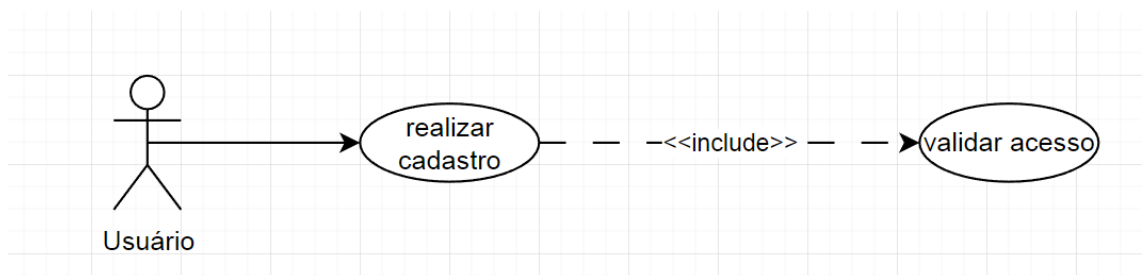 realizar
cadastro
<<include>>
validar acesso
Usuário